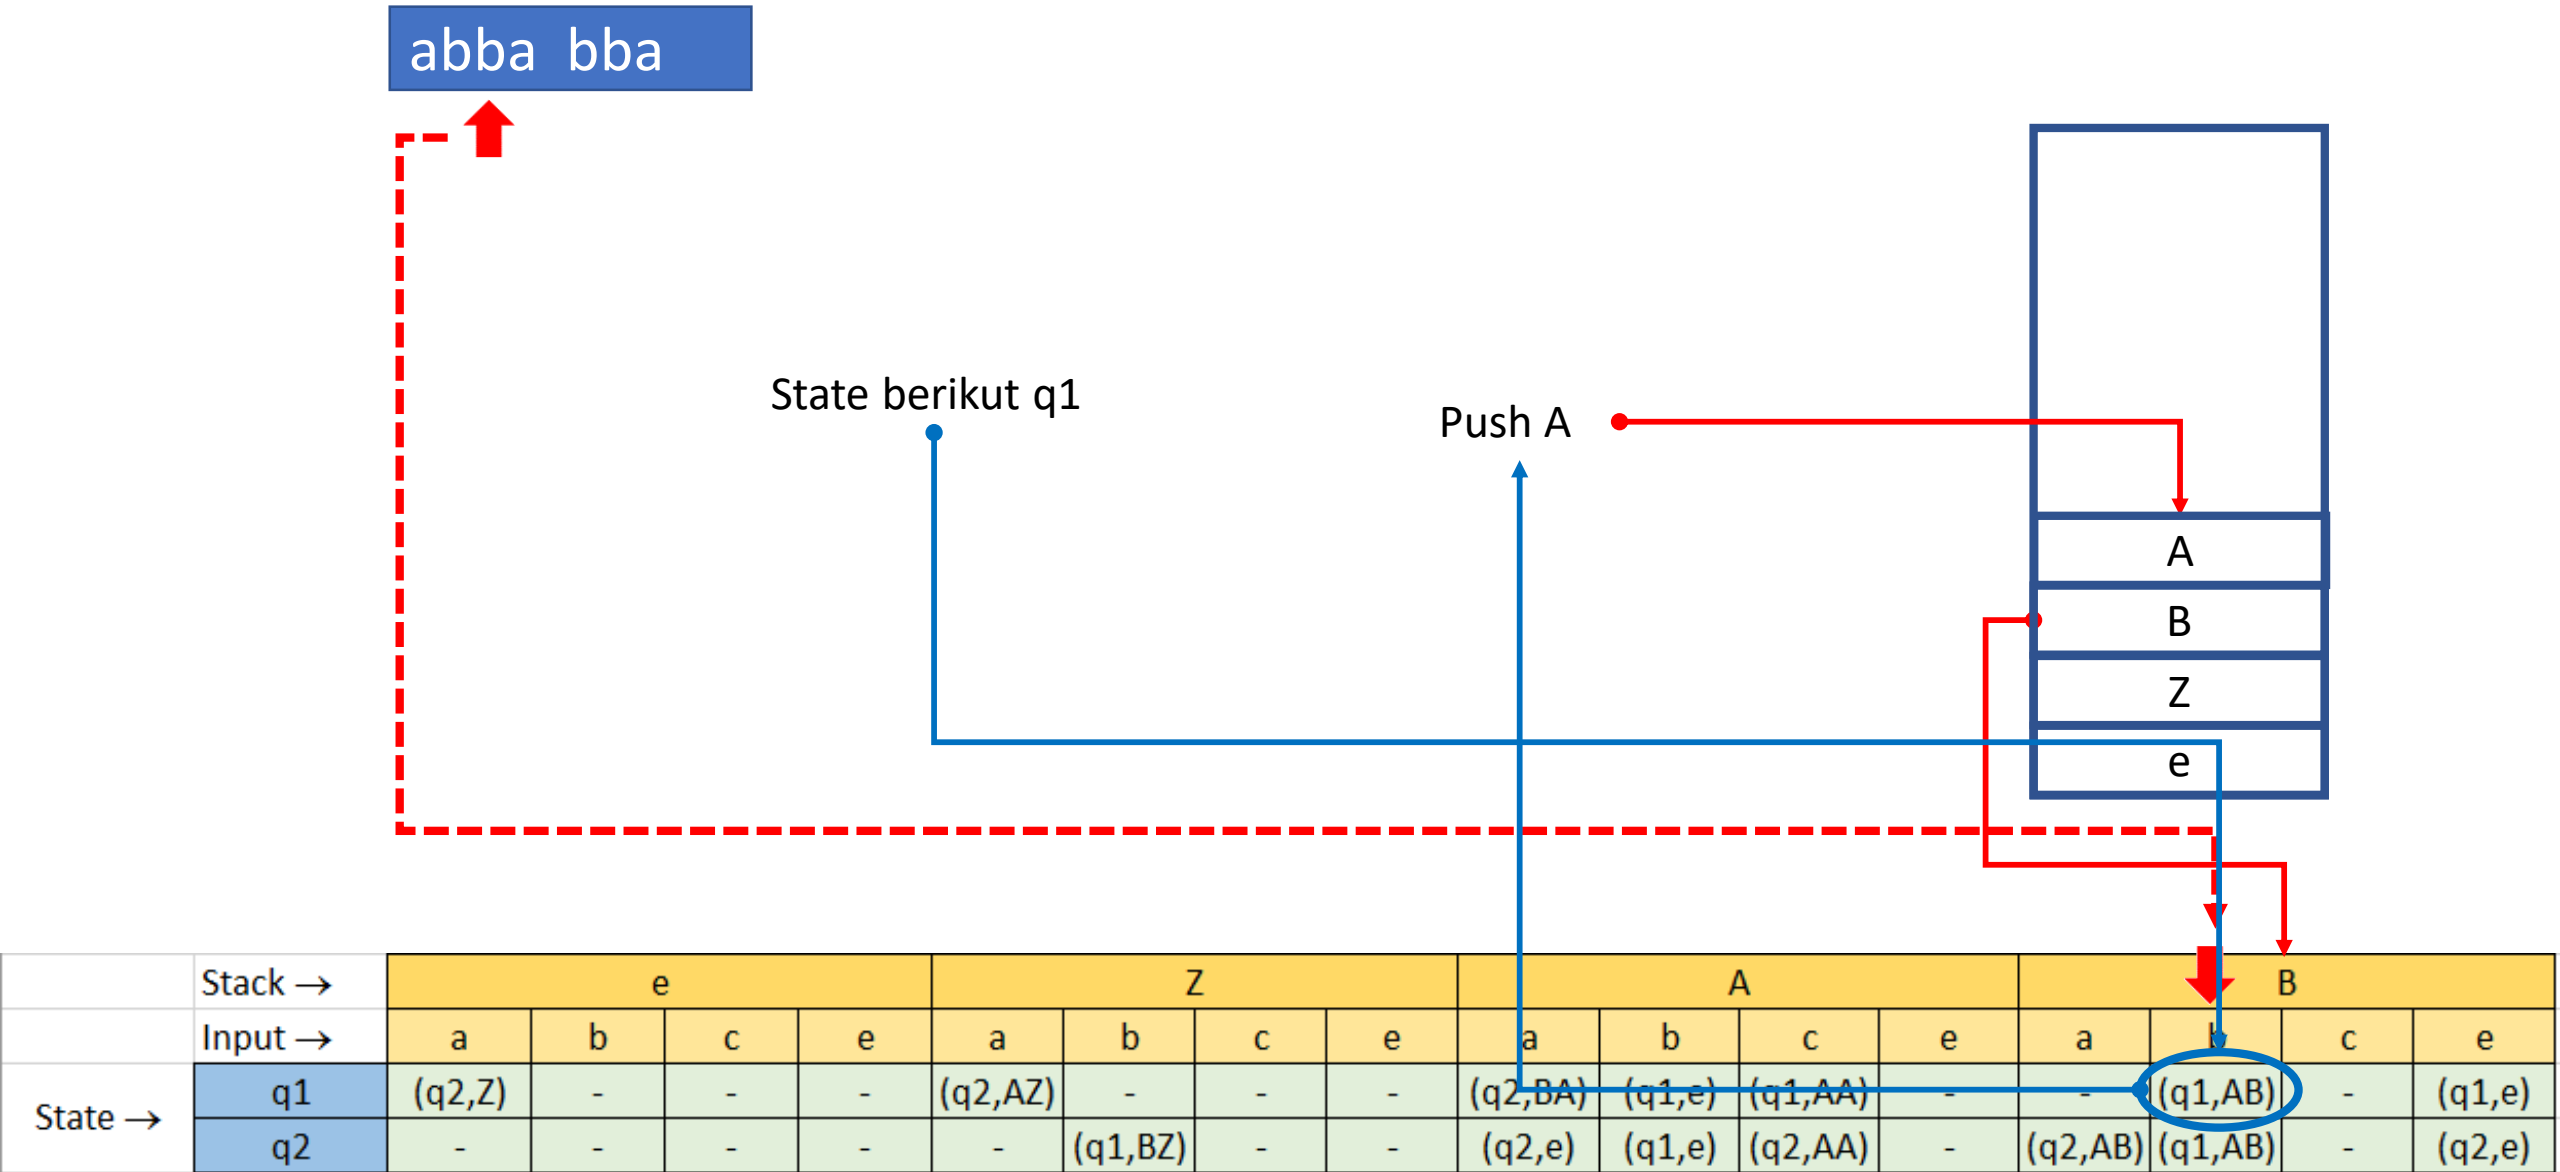 abba bba
State berikut q1
Push A
A
B
Z
e
Stack → e Z A B
Input → a b c e a b c e a b c e a b c e
State →
q1 (q2,Z) - - - (q2,AZ) - - - (q2,BA) (q1,e) (q1,AA) - - (q1,AB) - (q1,e)
q2 - - - - - (q1,BZ) - - (q2,e) (q1,e) (q2,AA) - (q2,AB) (q1,AB) - (q2,e)